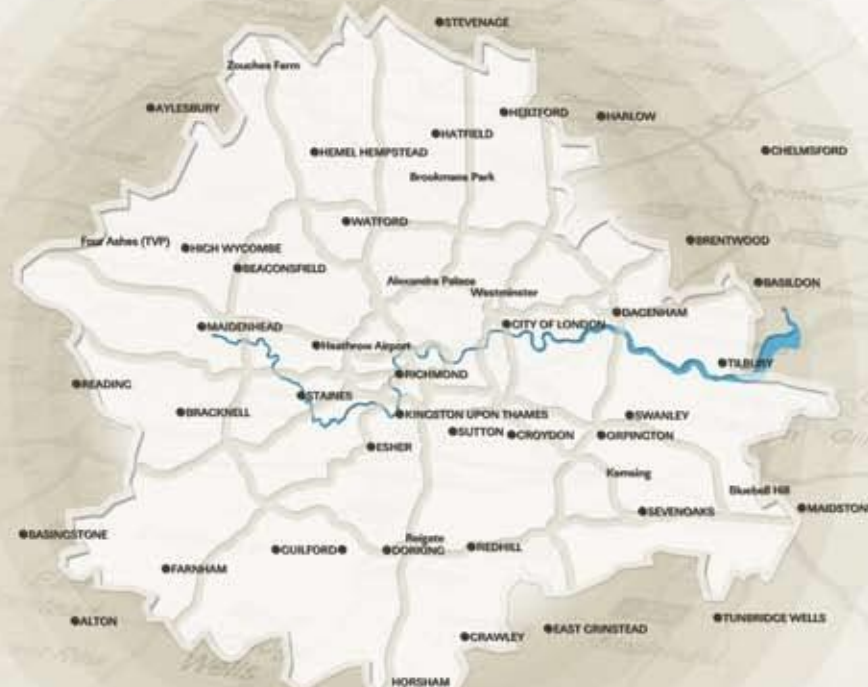 STEVENAGE
Zouches Farm
AYLESBURY
HERTFORD
HARLOW
HATFIELD
HEMEL HEMPSTEAD
CHELMSFORD
Brookmans Park
WATFORD
Four Ashes (TVP)
HIGH WYCOMBE
BRENTWOOD
BEACONSFIELD
Alexandra Palace
BASILDON
Westminster
DAGENHAM
MAIDENHEAD
CITY OF LONDON
Heathrow Airport
TILBURY
RICHMOND
READING
STAINES
BRACKNELL
KINGSTON UPON THAMES
SWANLEY
SUTTON
CROYDON
ORPINGTON
ESHER
Kemsing
Bluebell Hill
SEVENOAKS
MAIDSTON
BASINGSTONE
Reigate
GUILFORD
DORKING
REDHILL
FARNHAM
ALTON
TUNBRIDGE WELLS
EAST GRINSTEAD
CRAWLEY
Wells
HORSHAM